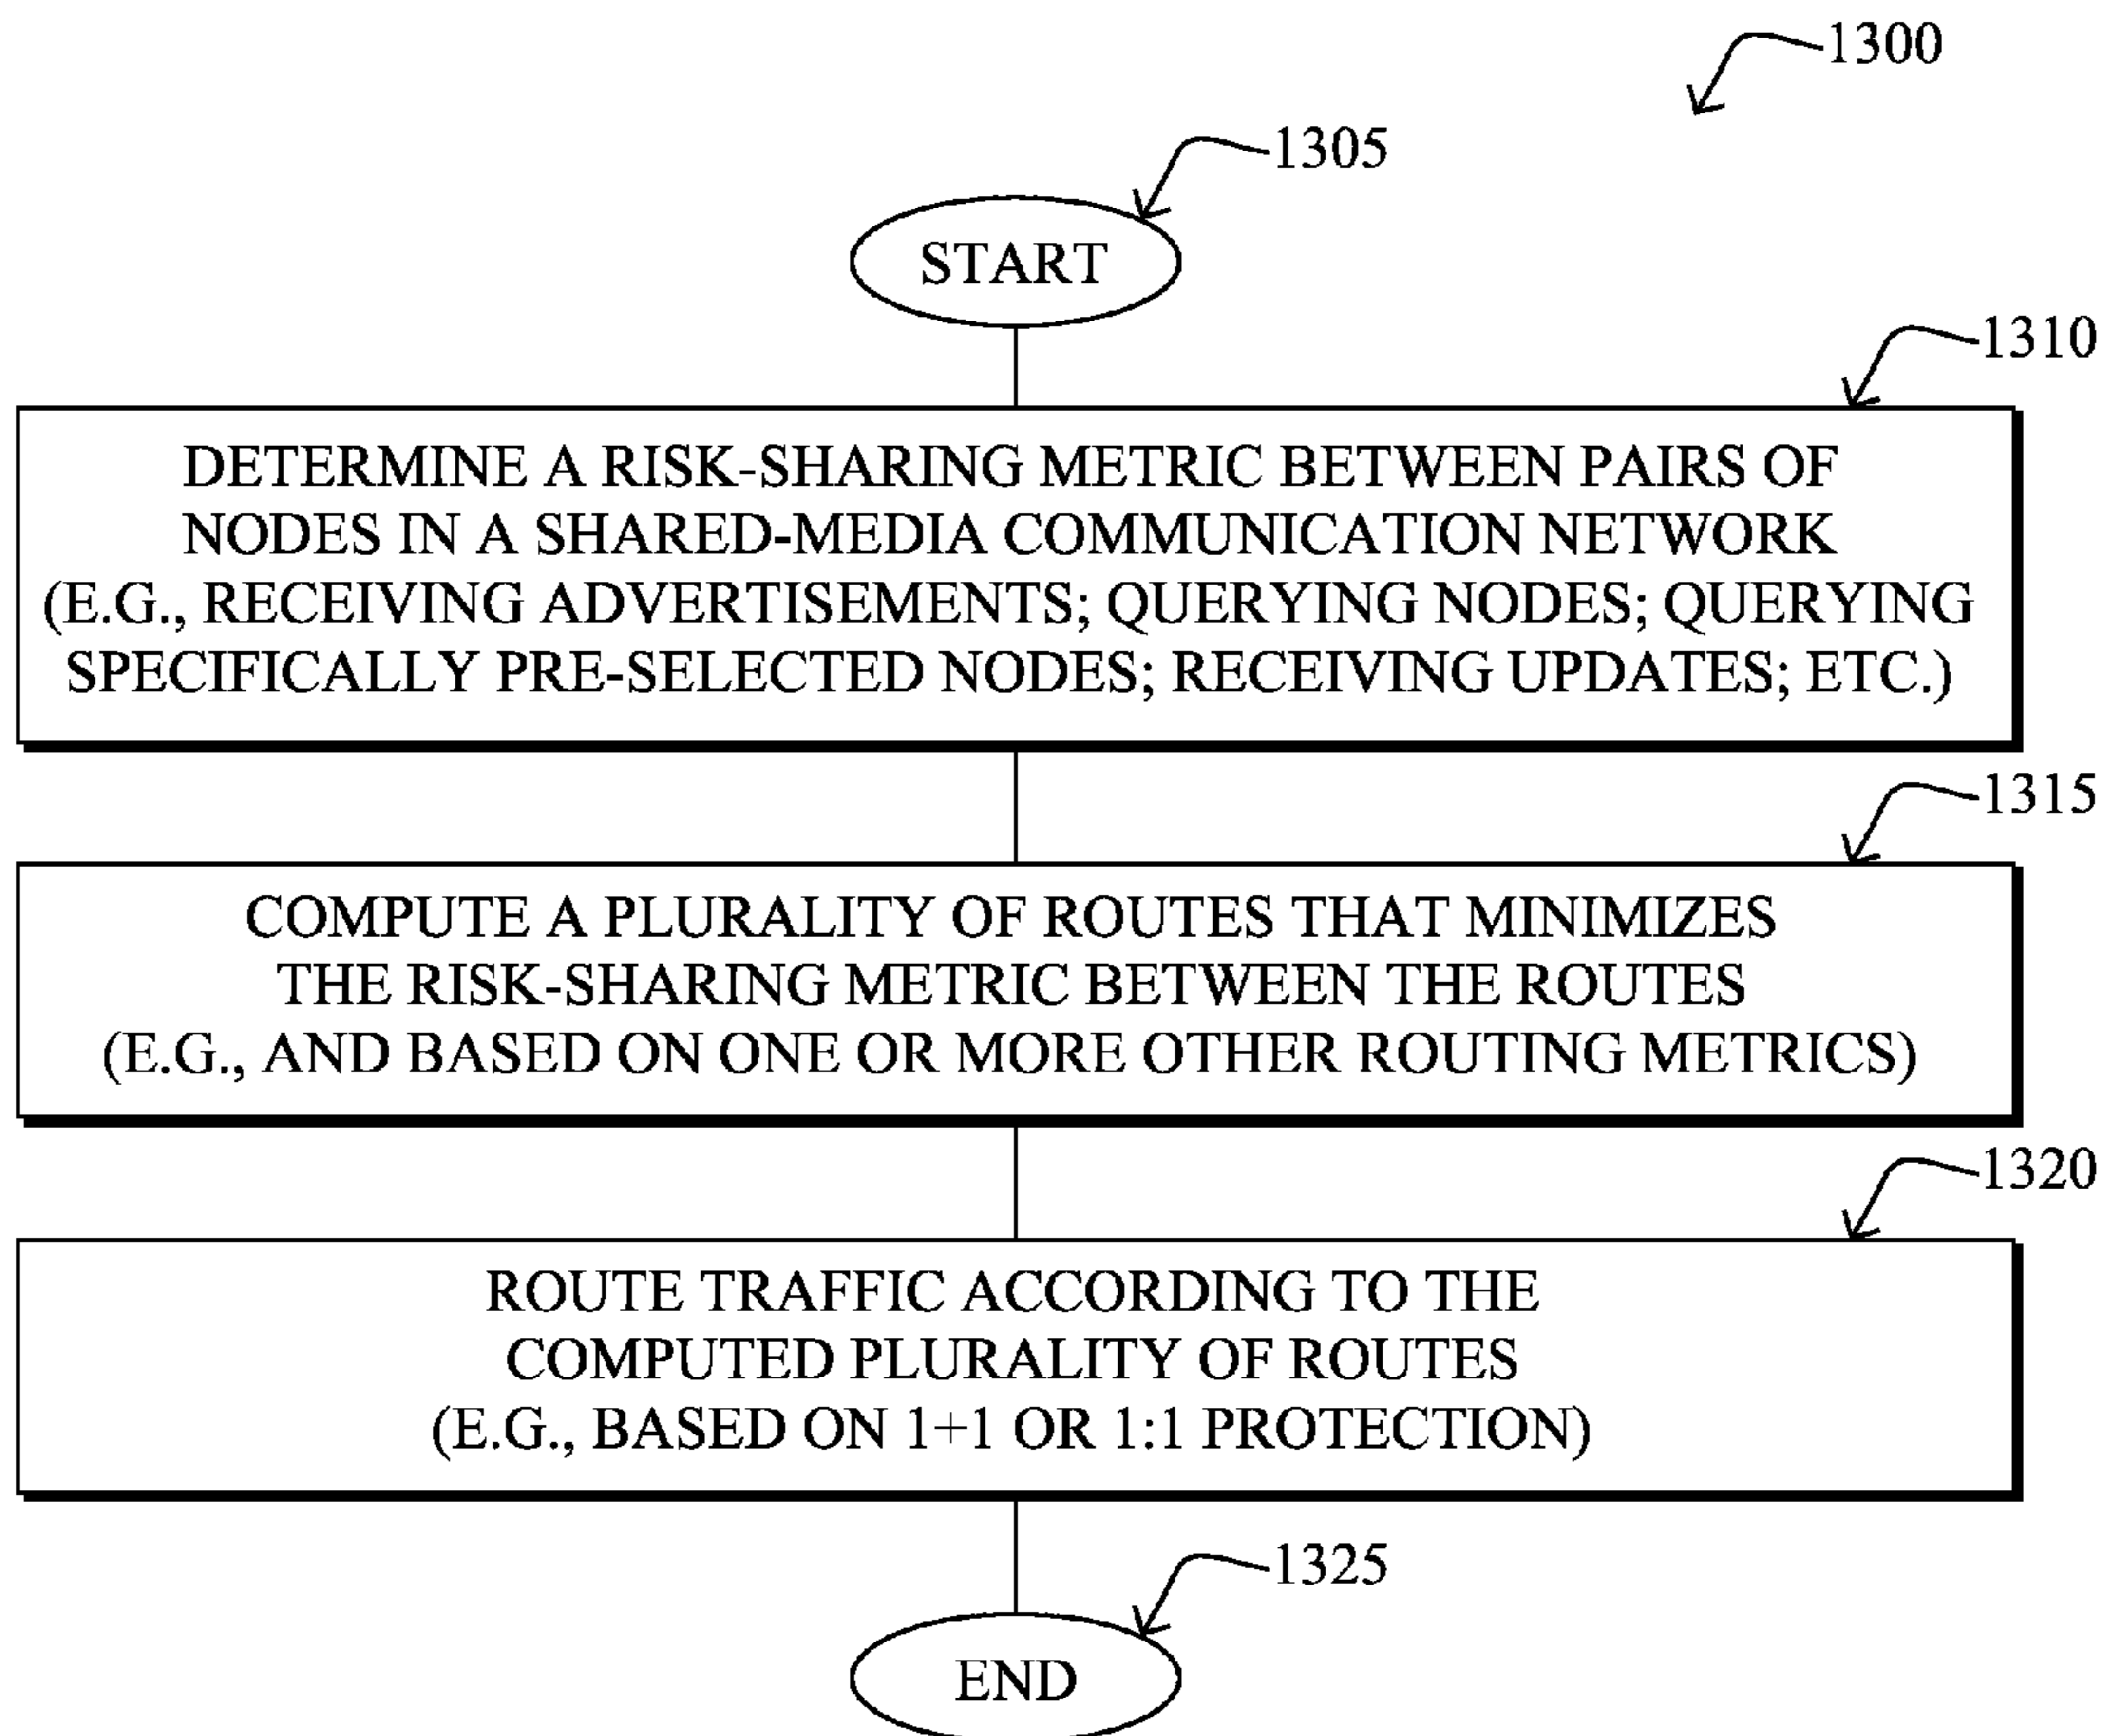 1300
1305
START
1310
DETERMINE A RISK-SHARING METRIC BETWEEN PAIRS OF
NODES IN A SHARED-MEDIA COMMUNICATION NETWORK
(E.G., RECEIVING ADVERTISEMENTS; QUERYING NODES; QUERYING
SPECIFICALLY PRE-SELECTED NODES; RECEIVING UPDATES; ETC.)
1315
COMPUTE A PLURALITY OF ROUTES THAT MINIMIZES
THE RISK-SHARING METRIC BETWEEN THE ROUTES
(E.G., AND BASED ON ONE OR MORE OTHER ROUTING METRICS)
1320
ROUTE TRAFFIC ACCORDING TO THE
COMPUTED PLURALITY OF ROUTES
(E.G., BASED ON 1+1 OR 1:1 PROTECTION)
1325
END